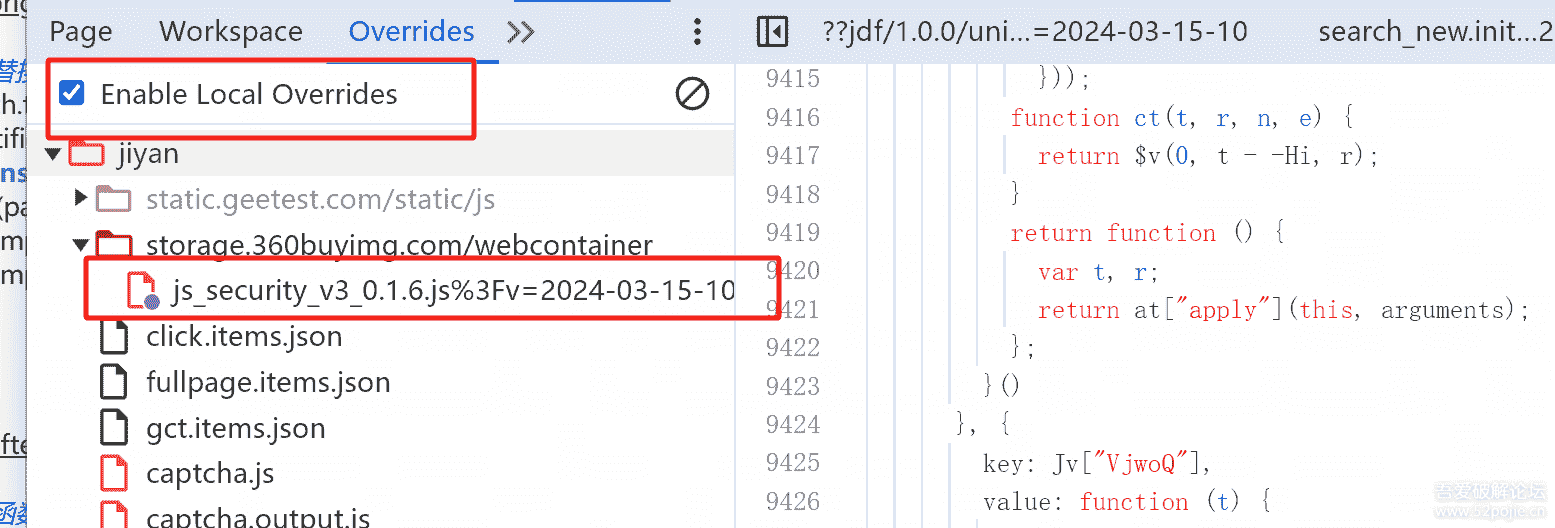 Page Workspace Overrides
??jdf/1.0.0/uni...=2024-03-15-10 search_new.init...2
Enable Local Overrides
jiyan
static.geetest.com/static/js
storage.360buyimg.com/webcontainer
js_security_v3_0.1.6.js%3Fv=2024-03-15-10
click.items.json
fullpage.items.json
gct.items.json
captcha.js
captcha.output.js
9415 }));
9416 function ct(t, r, n, e) {
9417 return $v(0, t - -Hi, r);
9418 }
9419 return function () {
9420 var t, r;
9421 return at["apply"](this, arguments);
9422 };
9423 }()
9424 }, {
9425 key: Jv["VjwoQ"],
9426 value: function (t) {
吾爱破解论坛
www.52pojie.cn